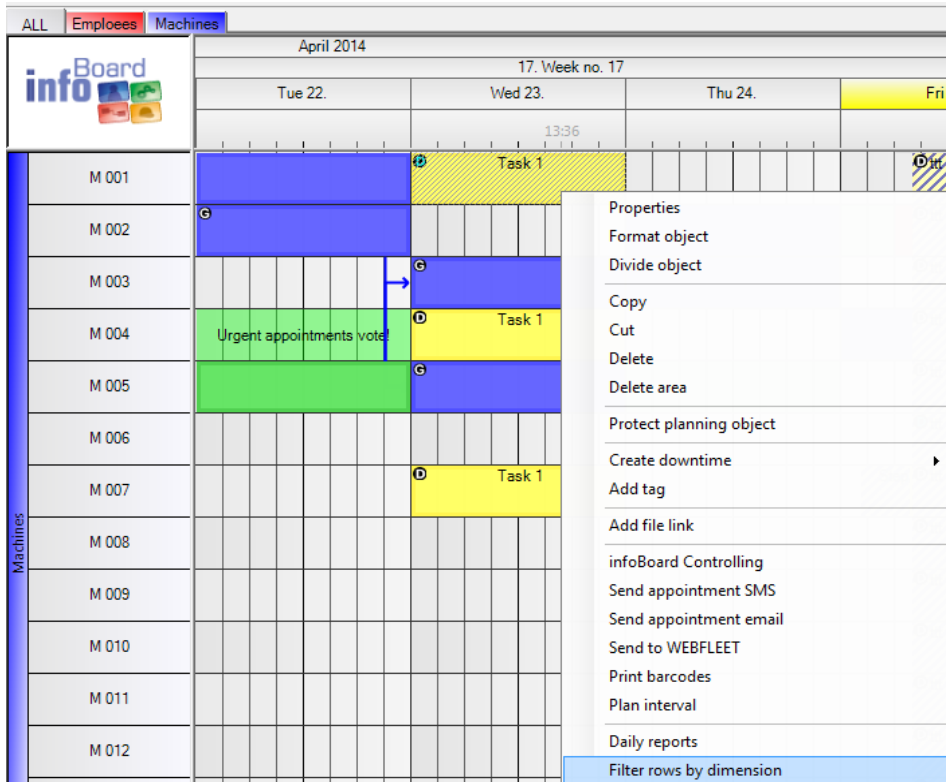 ALL Emploees Machines
infoBoard
April 2014
17. Week no. 17
Tue 22. Wed 23. Thu 24. Fri
13:36
Machines
M 001 D Task 1 D ttt
M 002 G
M 003 G
M 004 Urgent appointments vote! D Task 1
M 005 G
M 006
M 007 D Task 1
M 008
M 009
M 010
M 011
M 012
Properties
Format object
Divide object
Copy
Cut
Delete
Delete area
Protect planning object
Create downtime
Add tag
Add file link
infoBoard Controlling
Send appointment SMS
Send appointment email
Send to WEBFLEET
Print barcodes
Plan interval
Daily reports
Filter rows by dimension